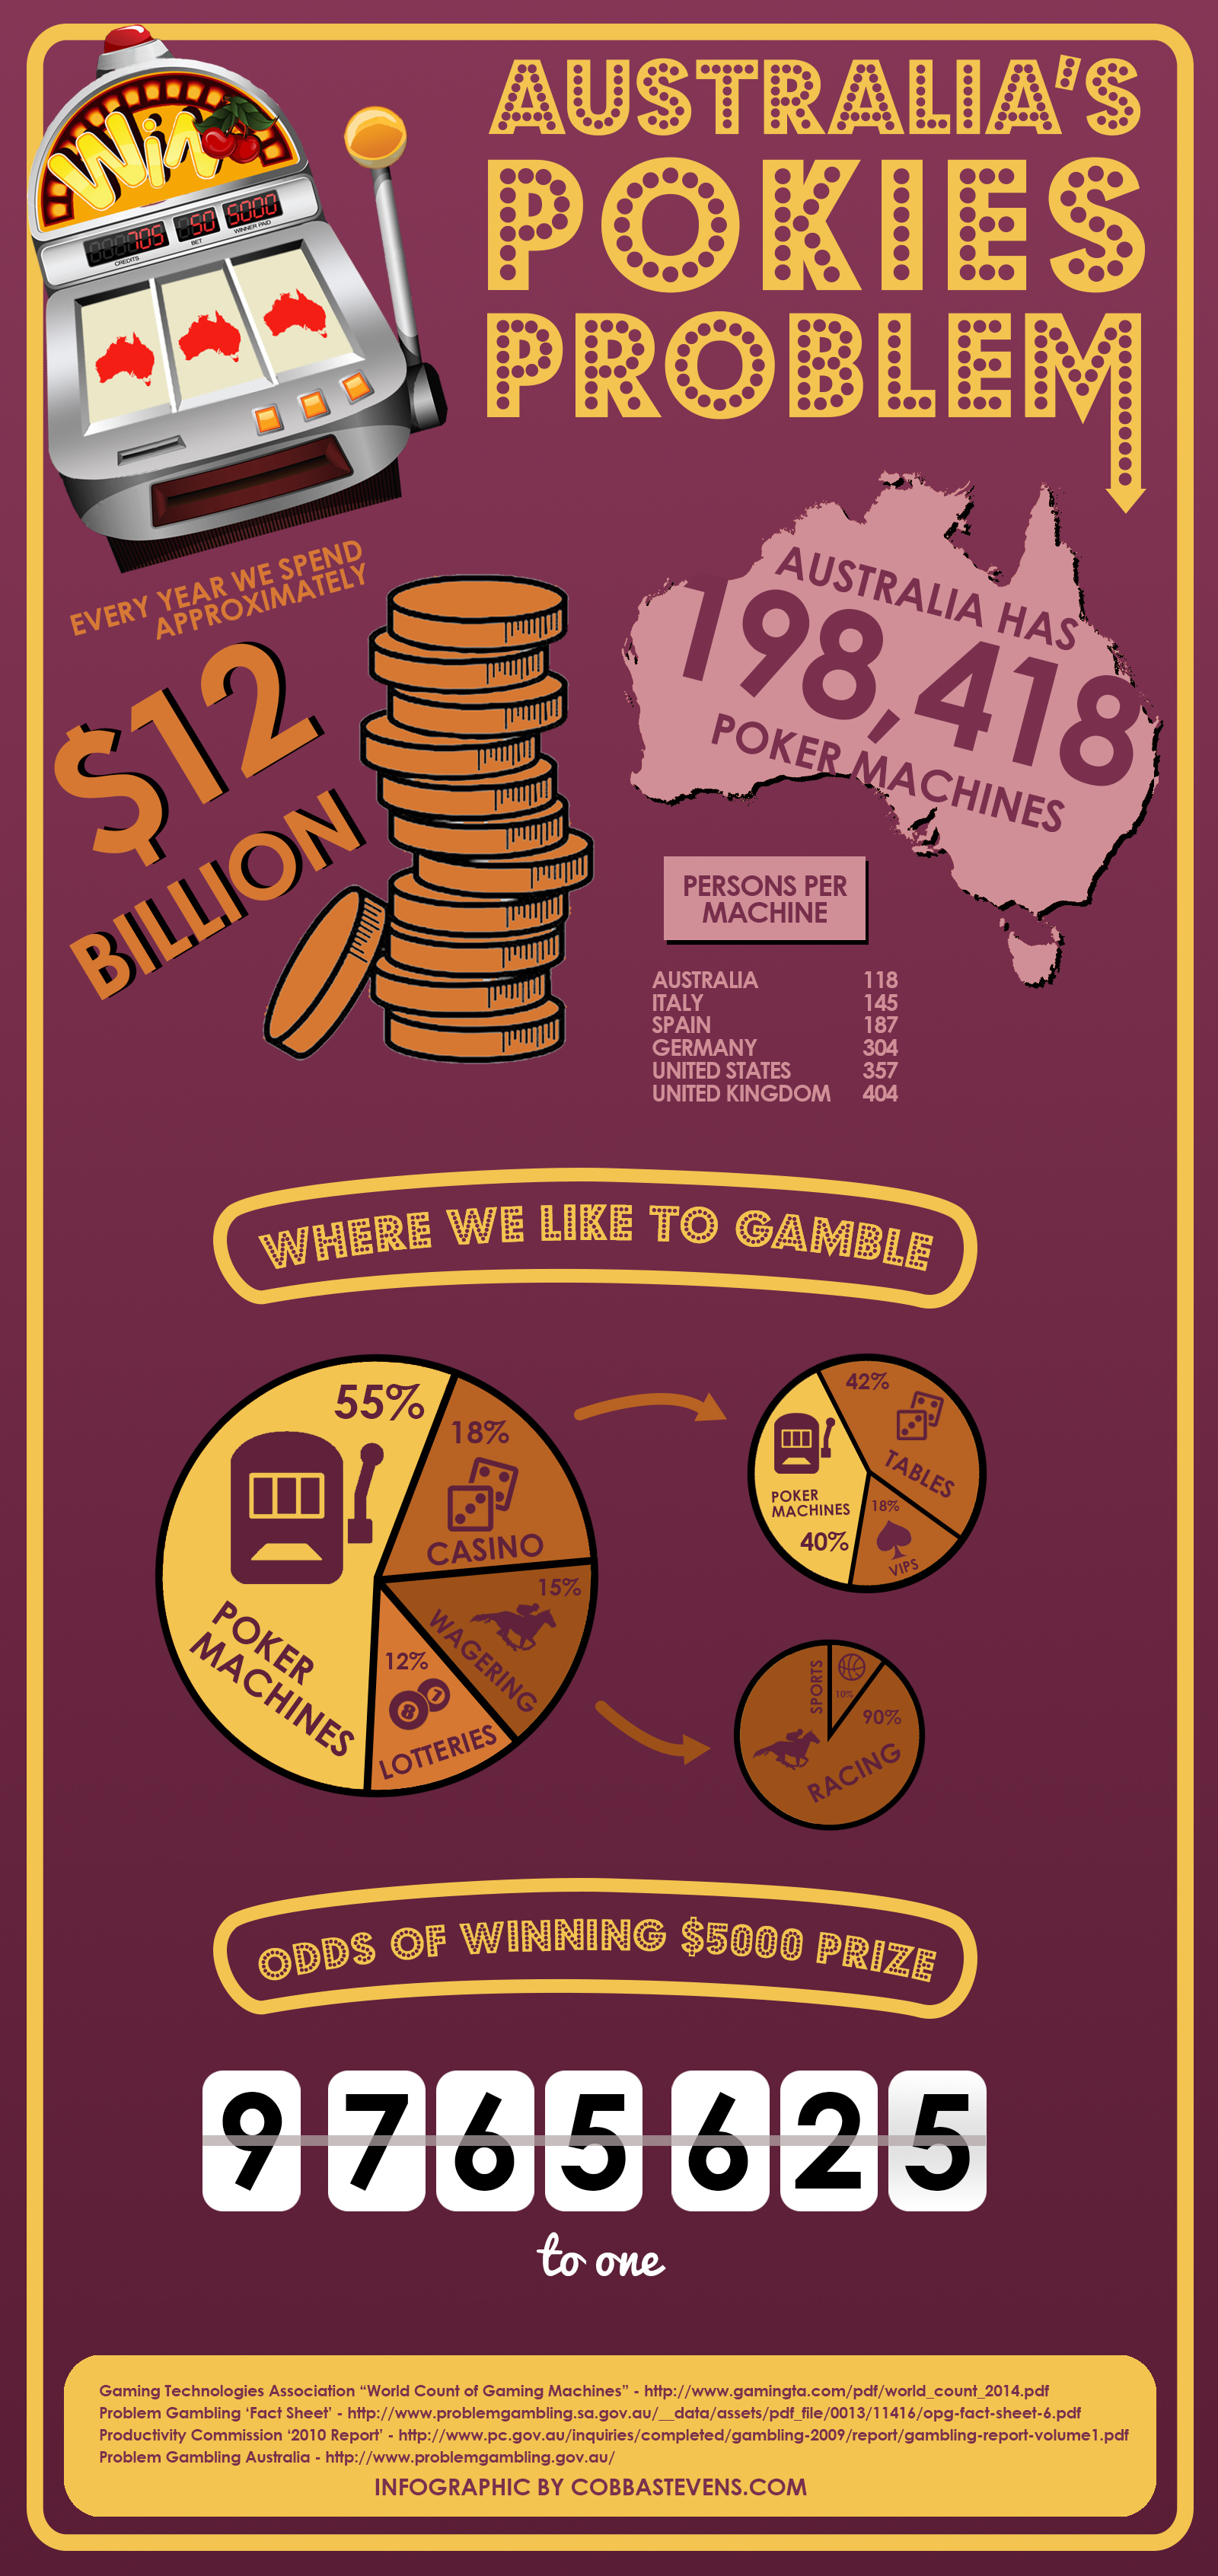 Win
705
50
5000
CREDITS
BET
WINNER PAID
AUSTRALIA'S
POKIES
PROBLEM
EVERY YEAR WE SPEND
APPROXIMATELY
$12
BILLION
AUSTRALIA HAS
198,418
POKER MACHINES
PERSONS PER
MACHINE
AUSTRALIA 118
ITALY 145
SPAIN 187
GERMANY 304
UNITED STATES 357
UNITED KINGDOM 404
WHERE WE LIKE TO GAMBLE
55%
POKER
MACHINES
18%
CASINO
15%
WAGERING
12%
8
7
LOTTERIES
42%
TABLES
POKER
MACHINES
40%
18%
VIPS
SPORTS
10%
90%
RACING
ODDS OF WINNING $5000 PRIZE
9 765 625
to one
Gaming Technologies Association “World Count of Gaming Machines” - http://www.gamingta.com/pdf/world_count_2014.pdf
Problem Gambling ‘Fact Sheet’ - http://www.problemgambling.sa.gov.au/__data/assets/pdf_file/0013/11416/opg-fact-sheet-6.pdf
Productivity Commission ‘2010 Report’ - http://www.pc.gov.au/inquiries/completed/gambling-2009/report/gambling-report-volume1.pdf
Problem Gambling Australia - http://www.problemgambling.gov.au/
INFOGRAPHIC BY COBBASTEVENS.COM